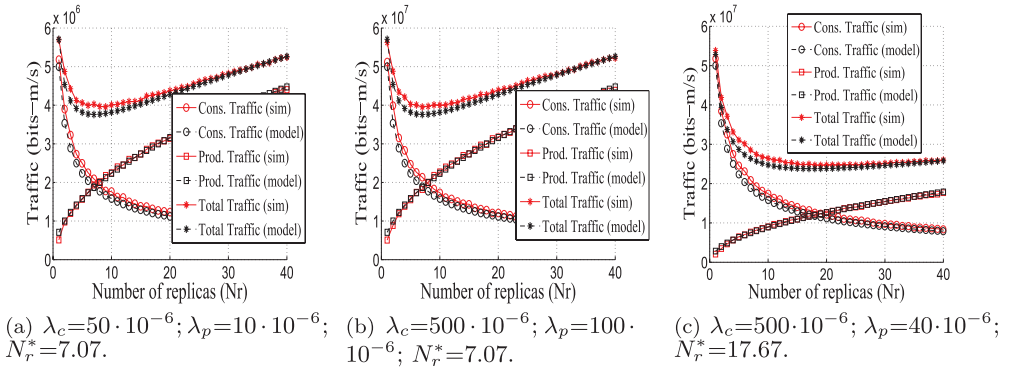 x 10⁶
6
5
4
3
2
1
0
0
10
20
30
40
Traffic (bits−m/s)
Number of replicas (Nr)
Cons. Traffic (sim)
Cons. Traffic (model)
Prod. Traffic (sim)
Prod. Traffic (model)
Total Traffic (sim)
Total Traffic (model)
(a) λc=50·10⁻⁶; λp=10·10⁻⁶;
Nr*=7.07.
x 10⁷
6
5
4
3
2
1
0
0
10
20
30
40
Traffic (bits−m/s)
Number of replicas (Nr)
Cons. Traffic (sim)
Cons. Traffic (model)
Prod. Traffic (sim)
Prod. Traffic (model)
Total Traffic (sim)
Total Traffic (model)
(b) λc=500·10⁻⁶; λp=100·
10⁻⁶; Nr*=7.07.
x 10⁷
6
5
4
3
2
1
0
0
10
20
30
40
Traffic (bits−m/s)
Number of replicas (Nr)
Cons. Traffic (sim)
Cons. Traffic (model)
Prod. Traffic (sim)
Prod. Traffic (model)
Total Traffic (sim)
Total Traffic (model)
(c) λc=500·10⁻⁶; λp=40·10⁻⁶;
Nr*=17.67.